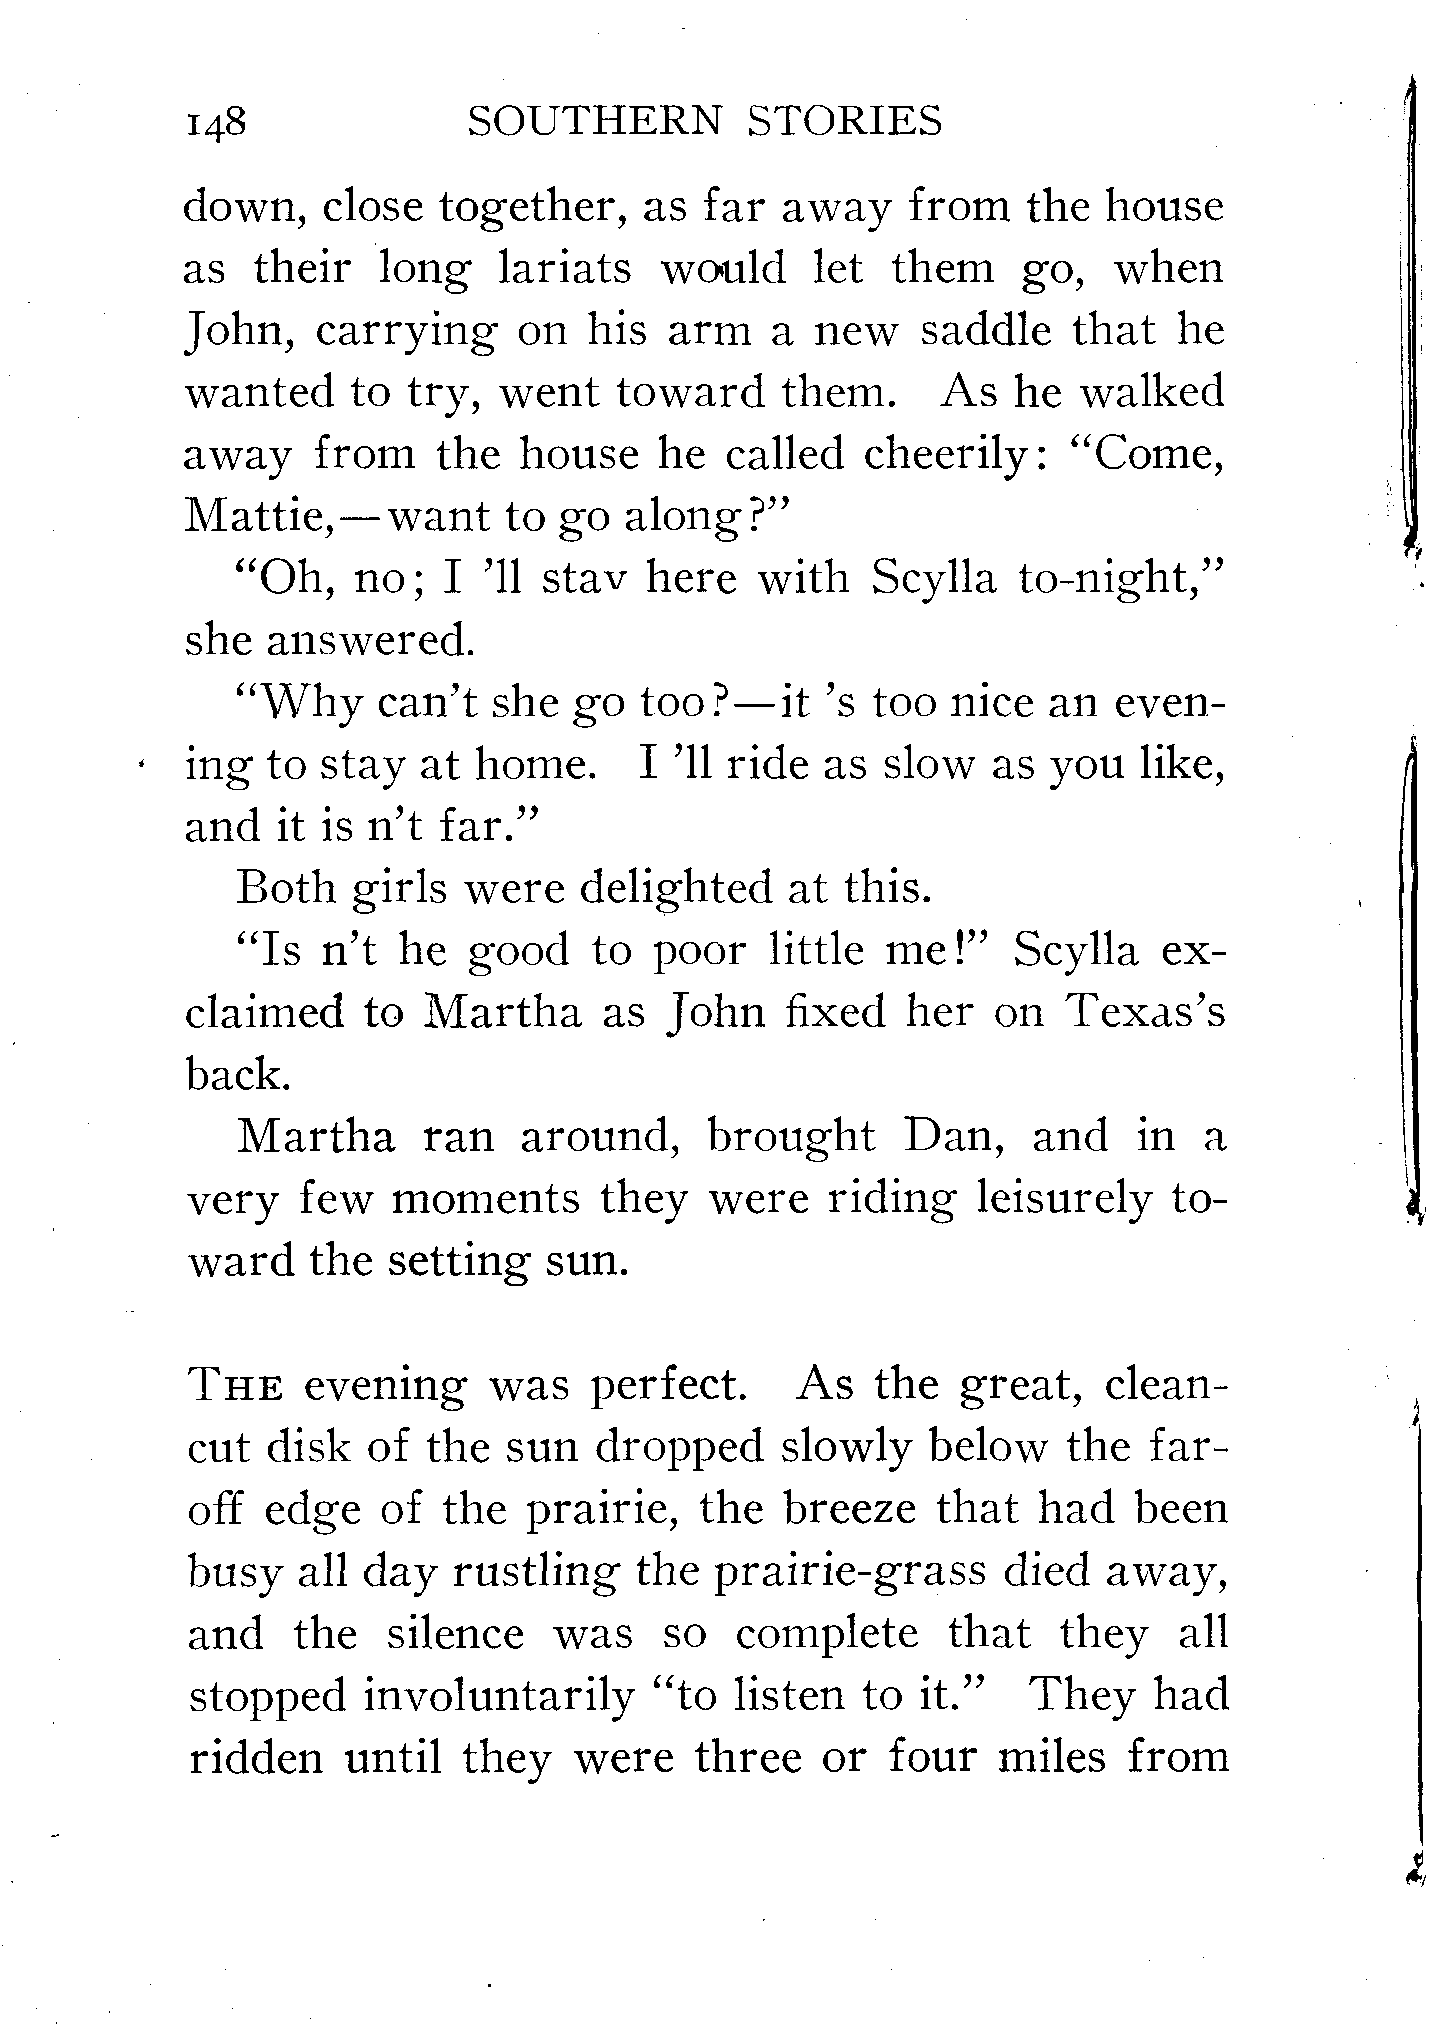 148 SOUTHERN STORIES
down, close together, as far away from the house
as their long lariats would let them go, when
John, carrying on his arm a new saddle that he
wanted to try, went toward them. As he walked
away from the house he called cheerily: "Come,
Mattie,—want to go along?"
"Oh, no; I 'll stay here with Scylla to-night,"
she answered.
"Why can't she go too?—it 's too nice an even-
ing to stay at home. I 'll ride as slow as you like,
and it is n't far."
Both girls were delighted at this.
"Is n't he good to poor little me!" Scylla ex-
claimed to Martha as John fixed her on Texas's
back.
Martha ran around, brought Dan, and in a
very few moments they were riding leisurely to-
ward the setting sun.
THE evening was perfect. As the great, clean-
cut disk of the sun dropped slowly below the far-
off edge of the prairie, the breeze that had been
busy all day rustling the prairie-grass died away,
and the silence was so complete that they all
stopped involuntarily "to listen to it." They had
ridden until they were three or four miles from